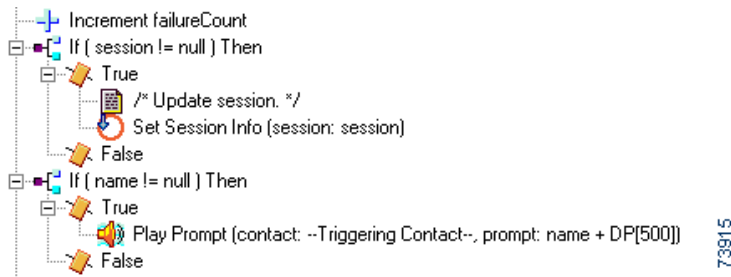 Increment failureCount
If ( session != null ) Then
True
/* Update session. */
Set Session Info (session: session)
False
If ( name != null ) Then
True
Play Prompt (contact: --Triggering Contact--, prompt: name + DP[500])
False
73915